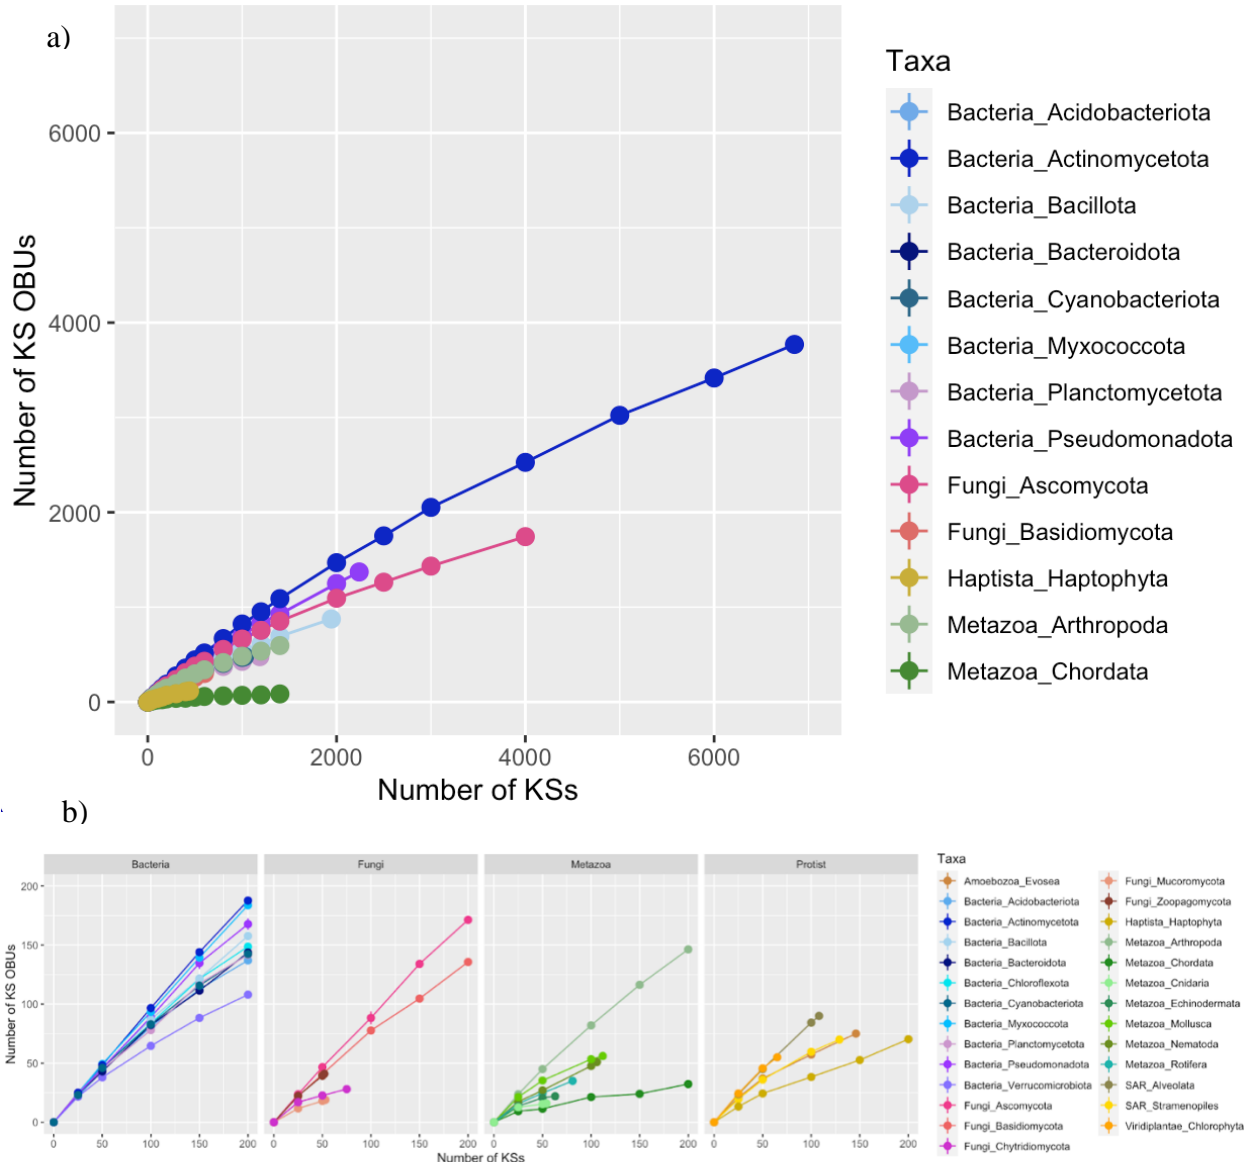 a)
6000
4000
2000
0
Number of KS OBUs
0 2000 4000 6000
Number of KSs
Taxa
Bacteria_Acidobacteriota
Bacteria_Actinomycetota
Bacteria_Bacillota
Bacteria_Bacteroidota
Bacteria_Cyanobacteriota
Bacteria_Myxococcota
Bacteria_Planctomycetota
Bacteria_Pseudomonadota
Fungi_Ascomycota
Fungi_Basidiomycota
Haptista_Haptophyta
Metazoa_Arthropoda
Metazoa_Chordata
b)
Bacteria Fungi Metazoa Protist
200
150
100
50
0
Number of KS OBUs
0 50 100 150 200 0 50 100 150 200 0 50 100 150 200 0 50 100 150 200
Number of KSs
Taxa
Amoebozoa_Evosea
Bacteria_Acidobacteriota
Bacteria_Actinomycetota
Bacteria_Bacillota
Bacteria_Bacteroidota
Bacteria_Chloroflexota
Bacteria_Cyanobacteriota
Bacteria_Myxococcota
Bacteria_Planctomycetota
Bacteria_Pseudomonadota
Bacteria_Verrucomicrobiota
Fungi_Ascomycota
Fungi_Basidiomycota
Fungi_Chytridiomycota
Fungi_Mucoromycota
Fungi_Zoopagomycota
Haptista_Haptophyta
Metazoa_Arthropoda
Metazoa_Chordata
Metazoa_Cnidaria
Metazoa_Echinodermata
Metazoa_Mollusca
Metazoa_Nematoda
Metazoa_Rotifera
SAR_Alveolata
SAR_Stramenopiles
Viridiplantae_Chlorophyta